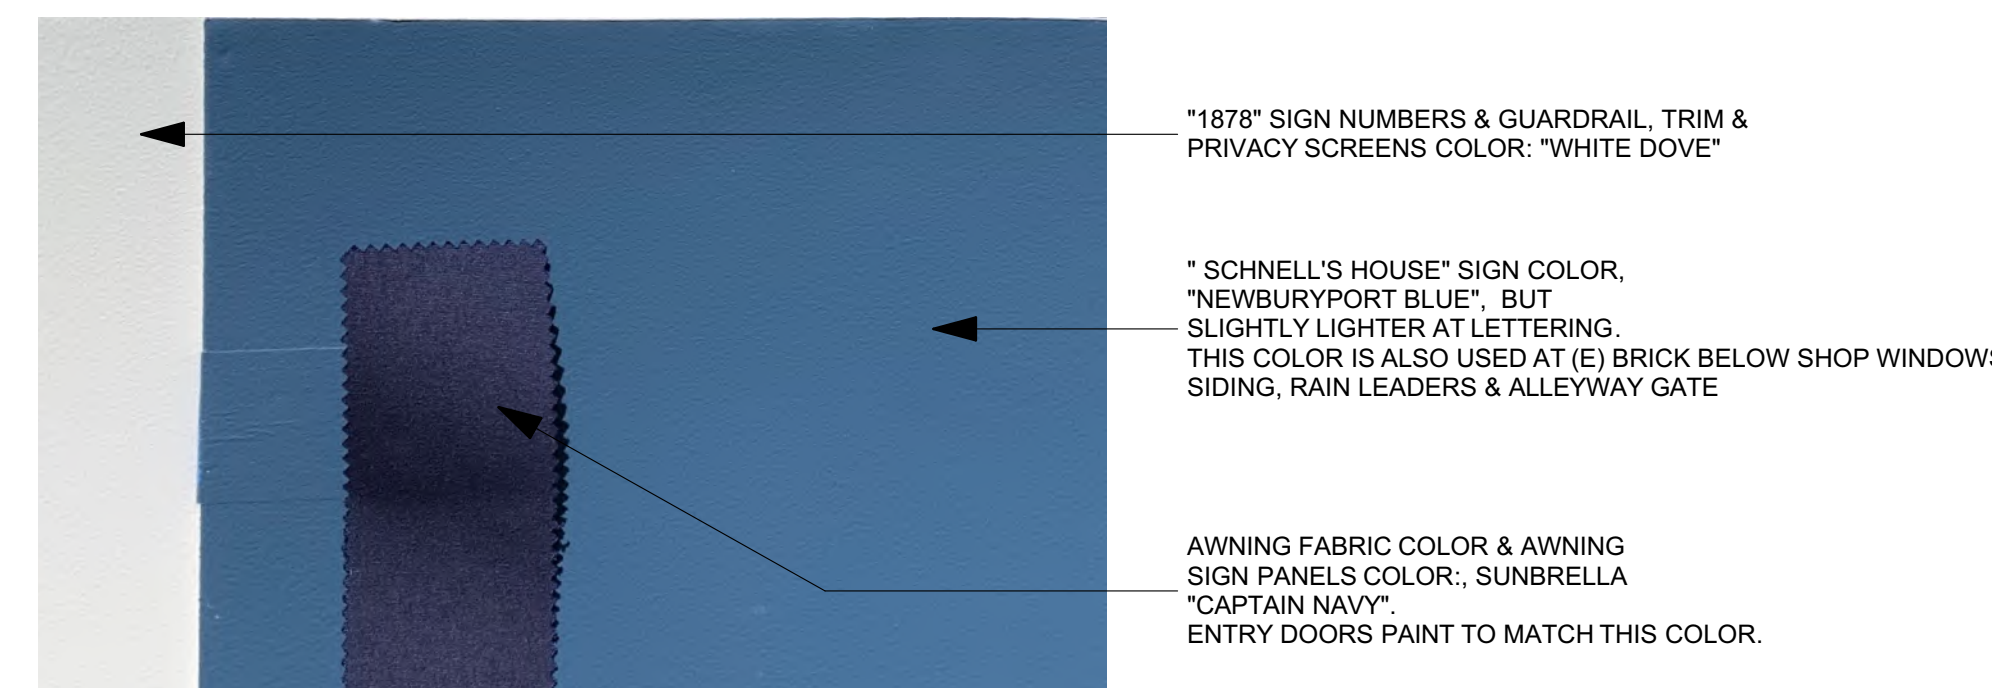 "1878" SIGN NUMBERS & GUARDRAIL, TRIM &
PRIVACY SCREENS COLOR: "WHITE DOVE"
" SCHNELL'S HOUSE" SIGN COLOR,
"NEWBURYPORT BLUE", BUT
SLIGHTLY LIGHTER AT LETTERING.
THIS COLOR IS ALSO USED AT (E) BRICK BELOW SHOP WINDOWS
SIDING, RAIN LEADERS & ALLEYWAY GATE
AWNING FABRIC COLOR & AWNING
SIGN PANELS COLOR:, SUNBRELLA
"CAPTAIN NAVY".
ENTRY DOORS PAINT TO MATCH THIS COLOR.